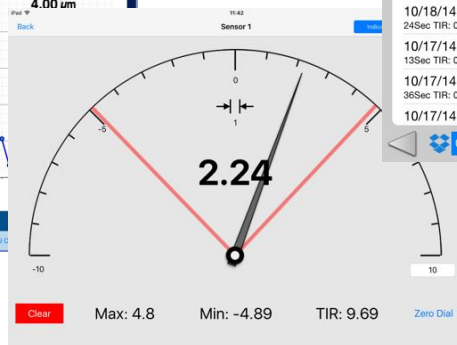 4.00 µm
10/18/14
24Sec TIR: 0
10/17/14
13Sec TIR: 0
10/17/14
36Sec TIR: 0
10/17/14
iPad
11:42
Back
Sensor 1
0
1
-5
5
2.24
-10
10
Clear
Max: 4.8
Min: -4.89
TIR: 9.69
Zero Dial